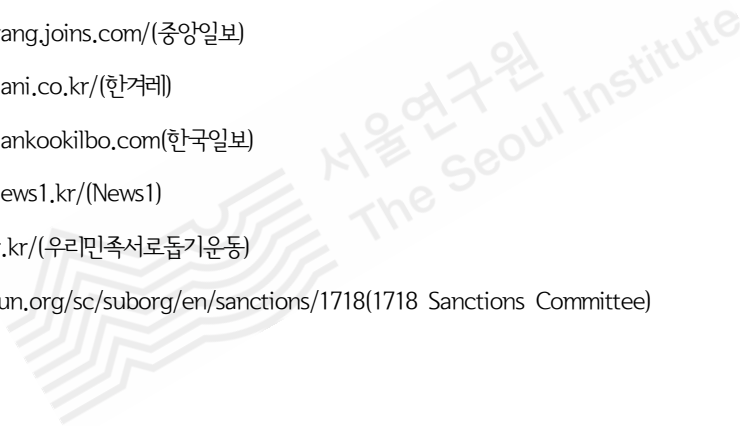 ang.joins.com/(중앙일보)
ani.co.kr/(한겨레)
ankookilbo.com(한국일보)
ews1.kr/(News1)
.kr/(우리민족서로돕기운동)
un.org/sc/suborg/en/sanctions/1718(1718 Sanctions Committee)
서울연구원
The Seoul Institute